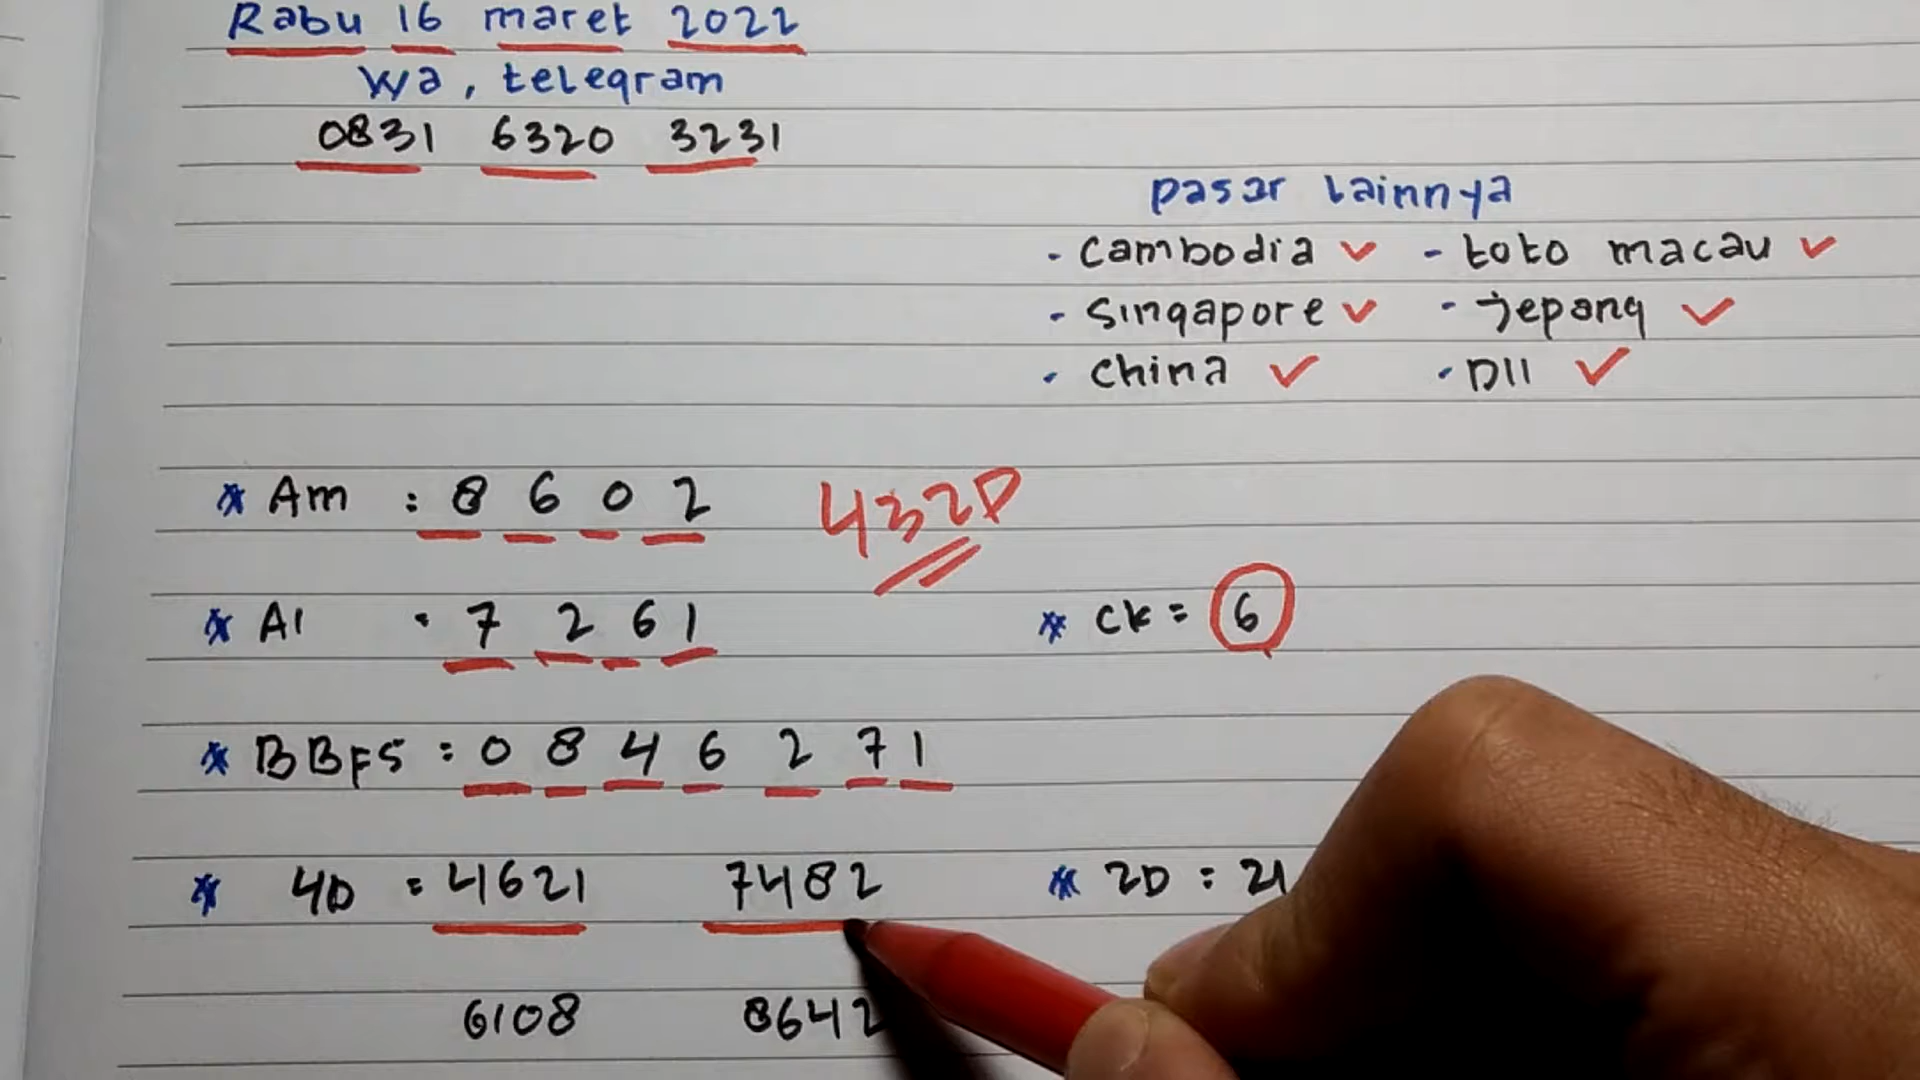 Rabu 16 maret 2022
wa, telegram
0831 6320 3231
pasar lainnya
- Cambodia ✓ - toto macau ✓
- Singapore ✓ - jepang ✓
- China ✓ - Dll ✓
* Am : 8 6 0 2 432D
* AI : 7 2 6 1 * CK = 6
* BBFS : 0 8 4 6 2 7 1
* 4D = 4621 7482 * 2D : 21
6108 8642